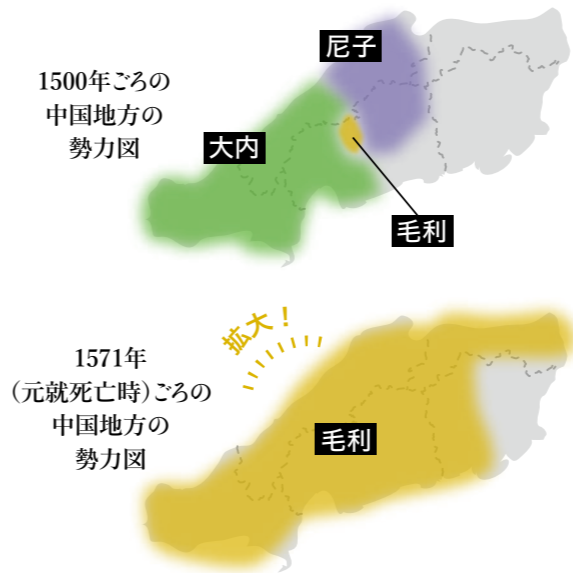 尼子
1500年ごろの
中国地方の
勢力図
大内
毛利
拡大！
1571年
（元就死亡時）ごろの
中国地方の
勢力図
毛利